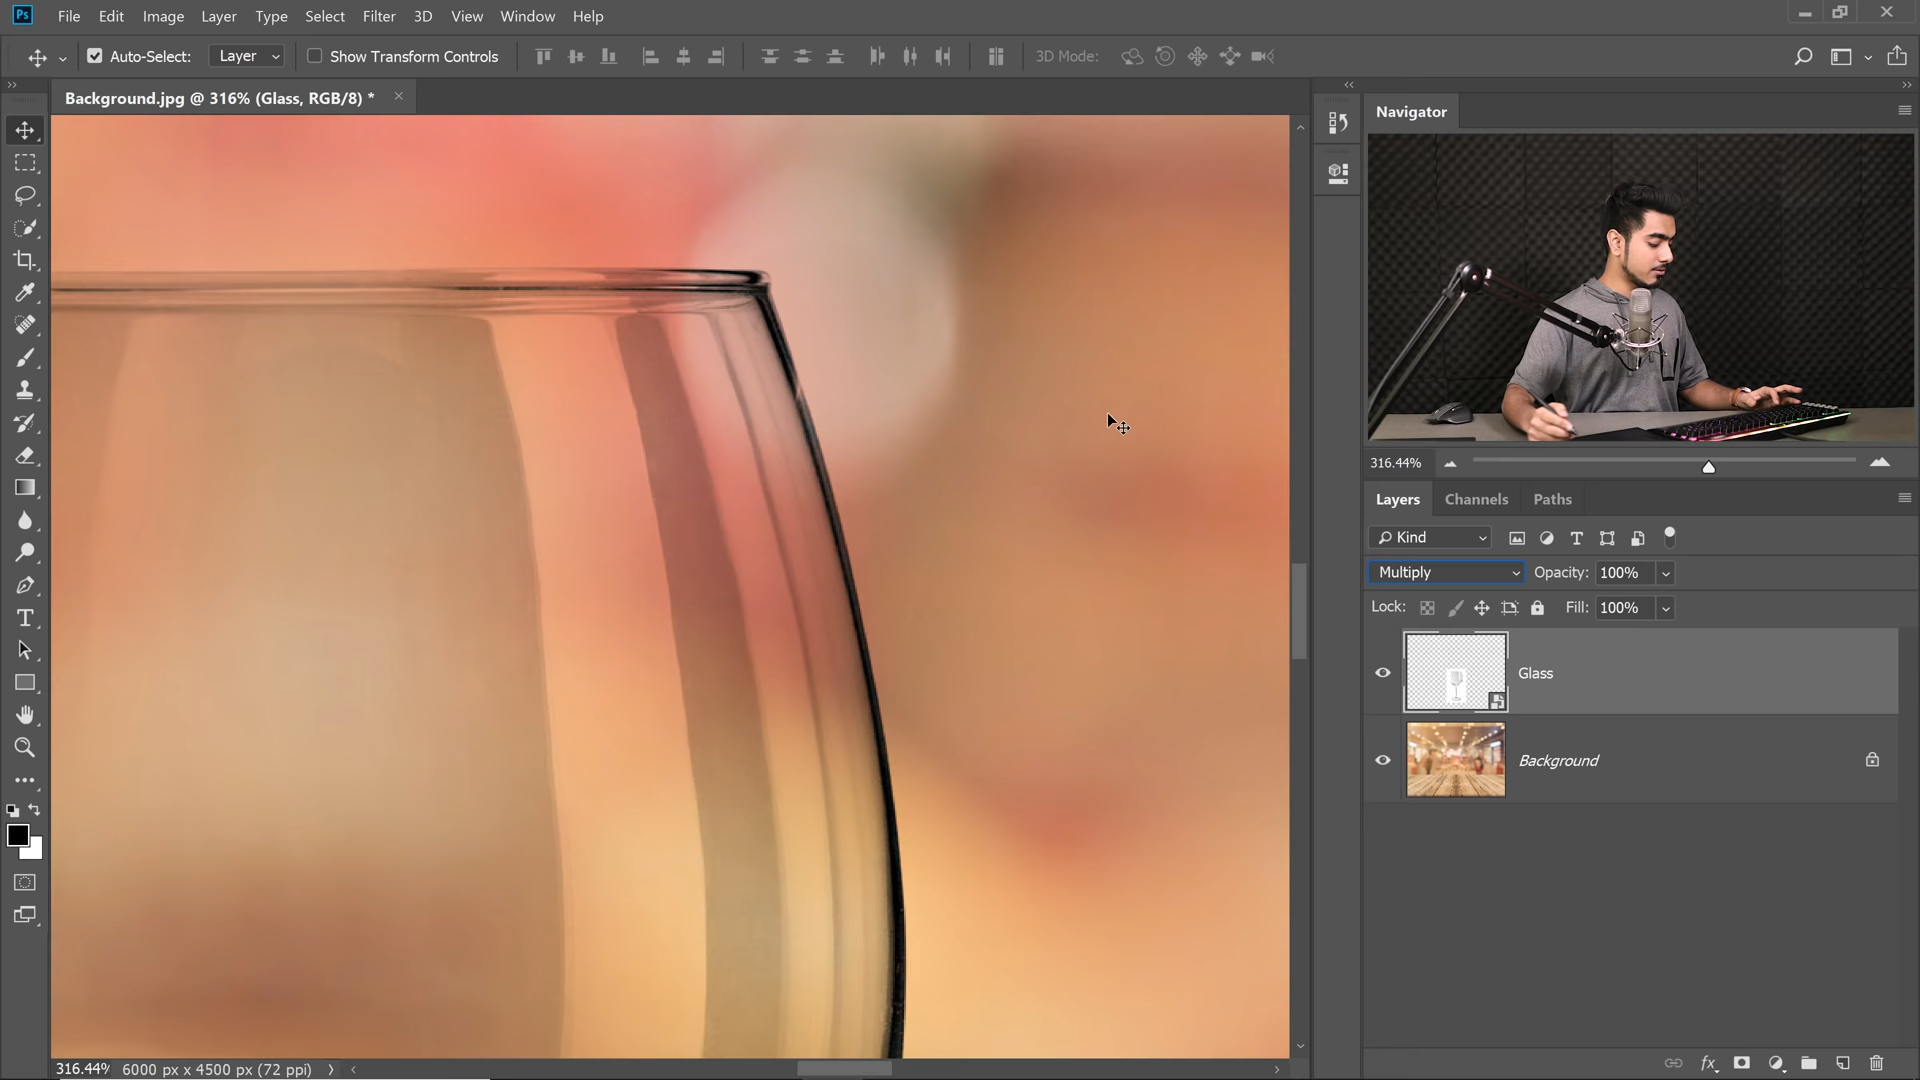 Ps File Edit Image Layer Type Select Filter 3D View Window Help
Auto-Select: Layer Show Transform Controls 3D Mode:
Background.jpg @ 316% (Glass, RGB/8) *
Navigator
316.44%
Layers Channels Paths
Kind
Multiply Opacity: 100%
Lock: Fill: 100%
Glass
Background
316.44% 6000 px x 4500 px (72 ppi)